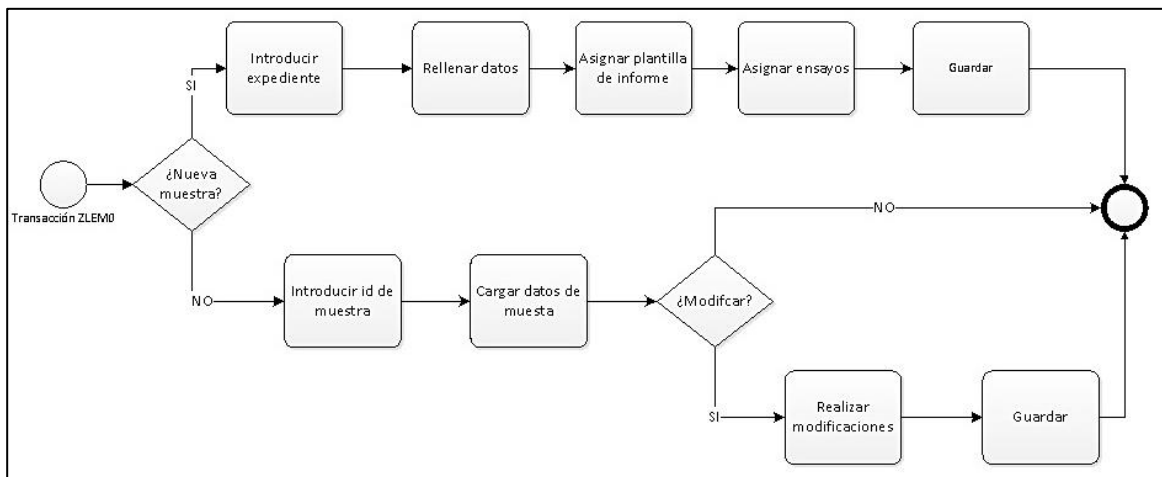 Introducir
expediente
Rellenar datos
Asignar plantilla
de informe
Asignar ensayos
Guardar
SI
¿Nueva
muestra?
Transacción ZLEM0
NO
NO
Introducir id de
muestra
Cargar datos de
muesta
¿Modifcar?
SI
Realizar
modificaciones
Guardar